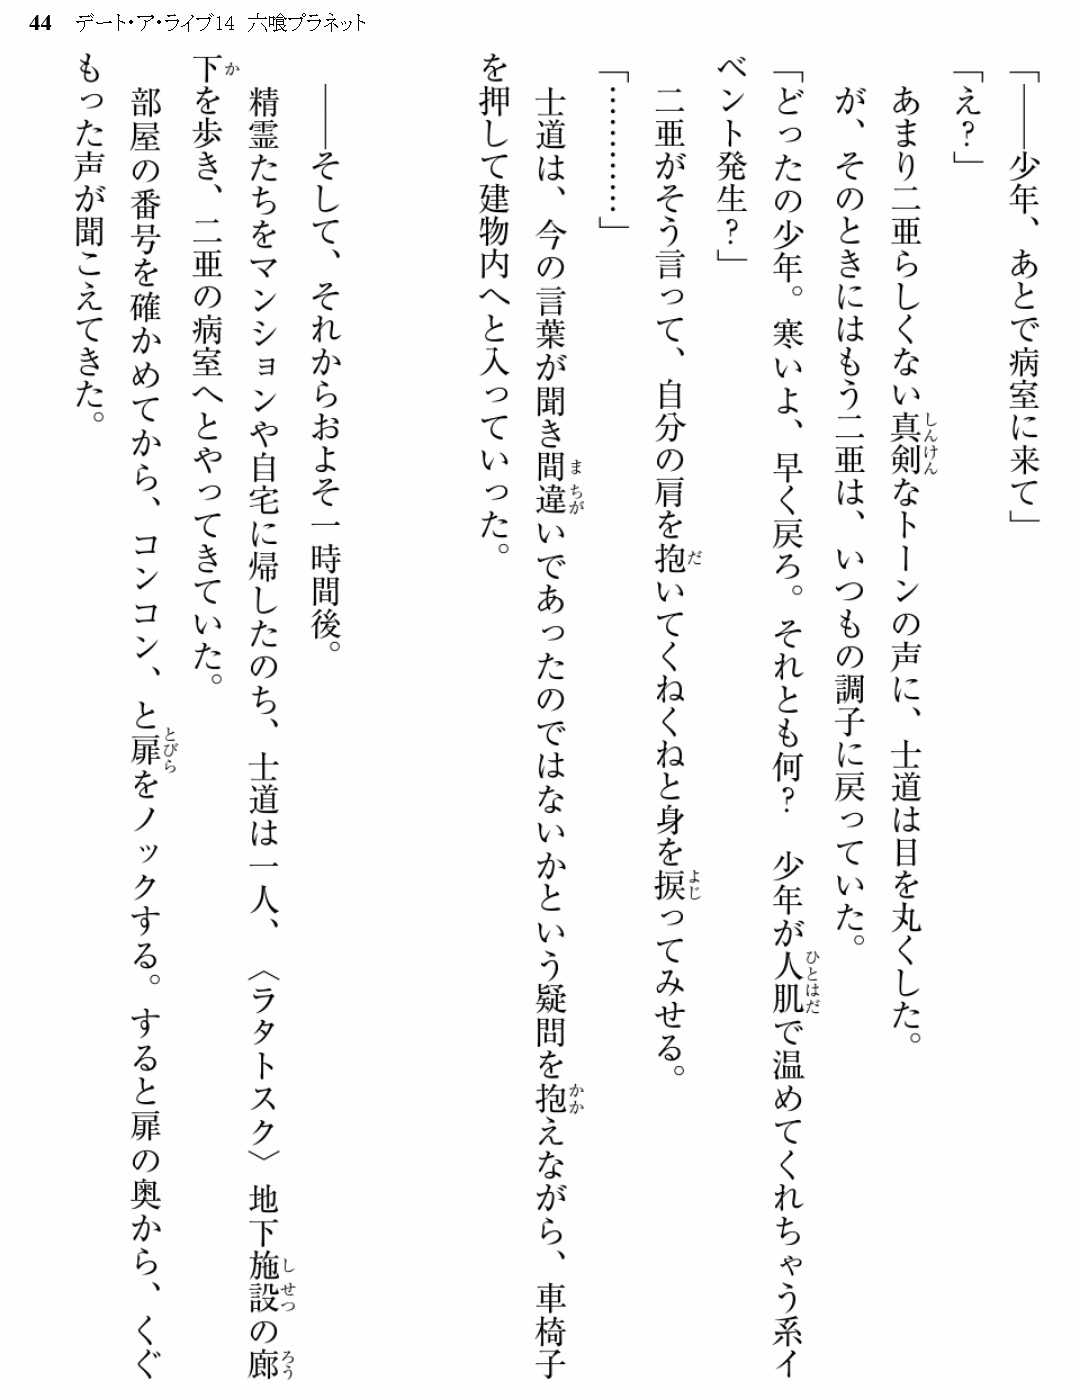 44 デート・ア・ライブ14 六喰プラネット
「――少年、あとで病室に来て」
「え？」
あまり二亜らしくない真剣なトーンの声に、士道は目を丸くした。
が、そのときにはもう二亜は、いつもの調子に戻っていた。
「どったの少年。寒いよ、早く戻ろ。それとも何？　少年が人肌で温めてくれちゃう系イ
ベント発生？」
二亜がそう言って、自分の肩を抱いてくねくねと身を捩ってみせる。
「…………」
士道は、今の言葉が聞き間違いであったのではないかという疑問を抱えながら、車椅子
を押して建物内へと入っていった。
――そして、それからおよそ一時間後。
精霊たちをマンションや自宅に帰したのち、士道は一人、〈ラタトスク〉地下施設の廊
下を歩き、二亜の病室へとやってきていた。
部屋の番号を確かめてから、コンコン、と扉をノックする。すると扉の奥から、くぐ
もった声が聞こえてきた。